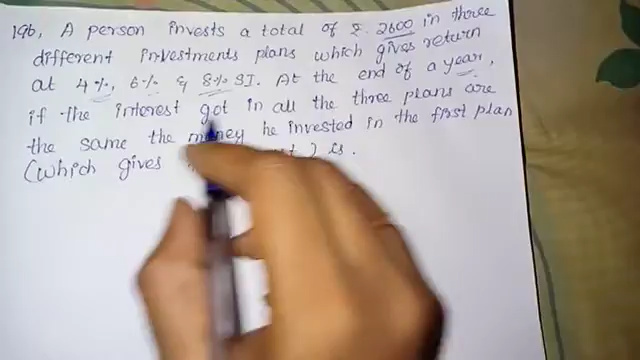 196, A person invests a total of ₹. 2600 in three
different investments plans which gives return
at 4%, 6% & 8% SI. At the end of a year,
if the interest got in all the three plans are
the same the money he invested in the first plan
(which gives is.